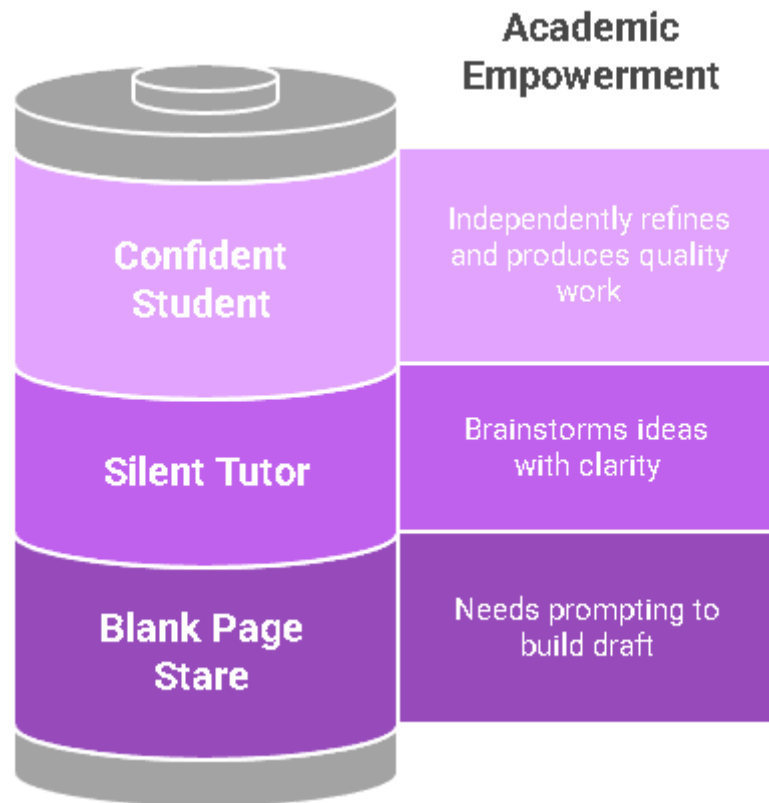 Academic
Empowerment
Confident
Student
Independently refines
and produces quality
work
Silent Tutor
Brainstorms ideas
with clarity
Blank Page
Stare
Needs prompting to
build draft